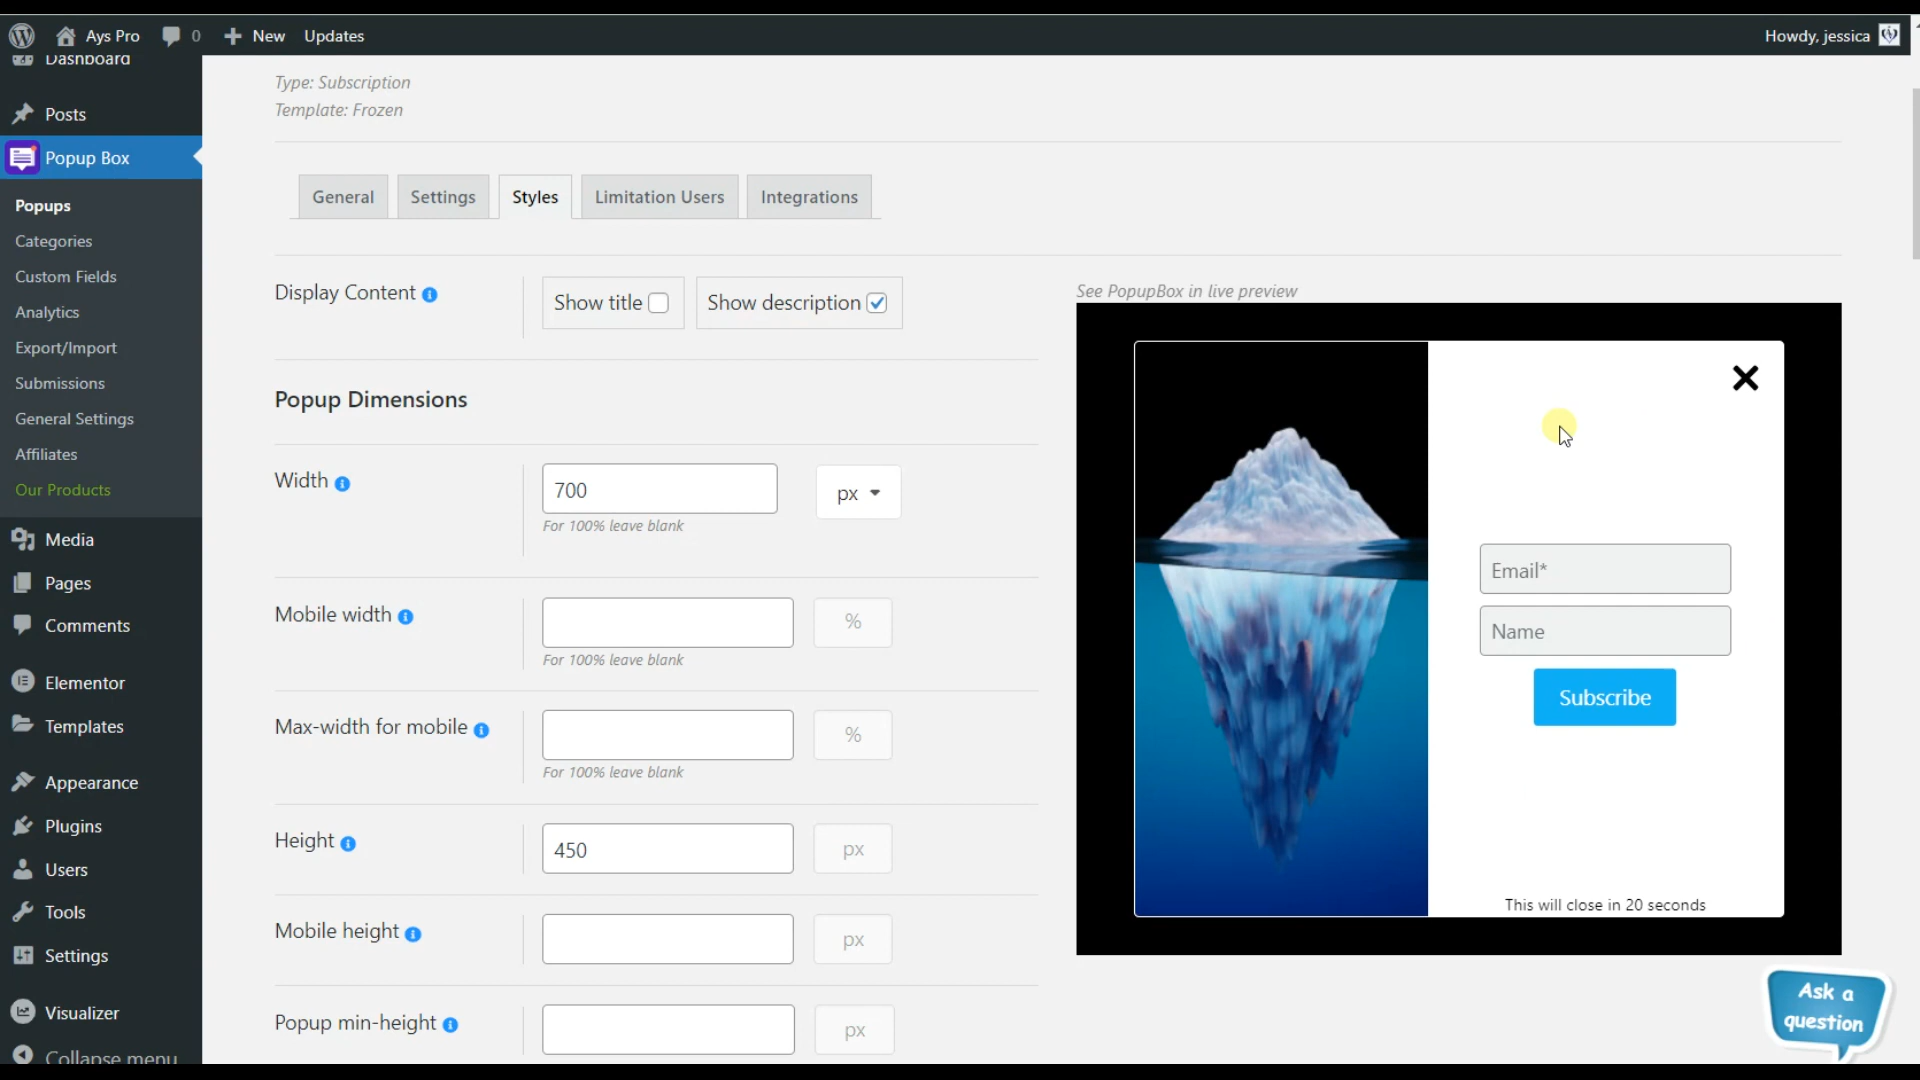 Ays Pro 0 New Updates Howdy, jessica
Dashboard
Posts
Popup Box
Popups
Categories
Custom Fields
Analytics
Export/Import
Submissions
General Settings
Affiliates
Our Products
Media
Pages
Comments
Elementor
Templates
Appearance
Plugins
Users
Tools
Settings
Visualizer
Collapse menu
Type: Subscription
Template: Frozen
General Settings Styles Limitation Users Integrations
Display Content Show title Show description
Popup Dimensions
Width 700 px
For 100% leave blank
Mobile width %
For 100% leave blank
Max-width for mobile %
For 100% leave blank
Height 450 px
Mobile height px
Popup min-height px
See PopupBox in live preview
Email*
Name
Subscribe
This will close in 20 seconds
Ask a
question